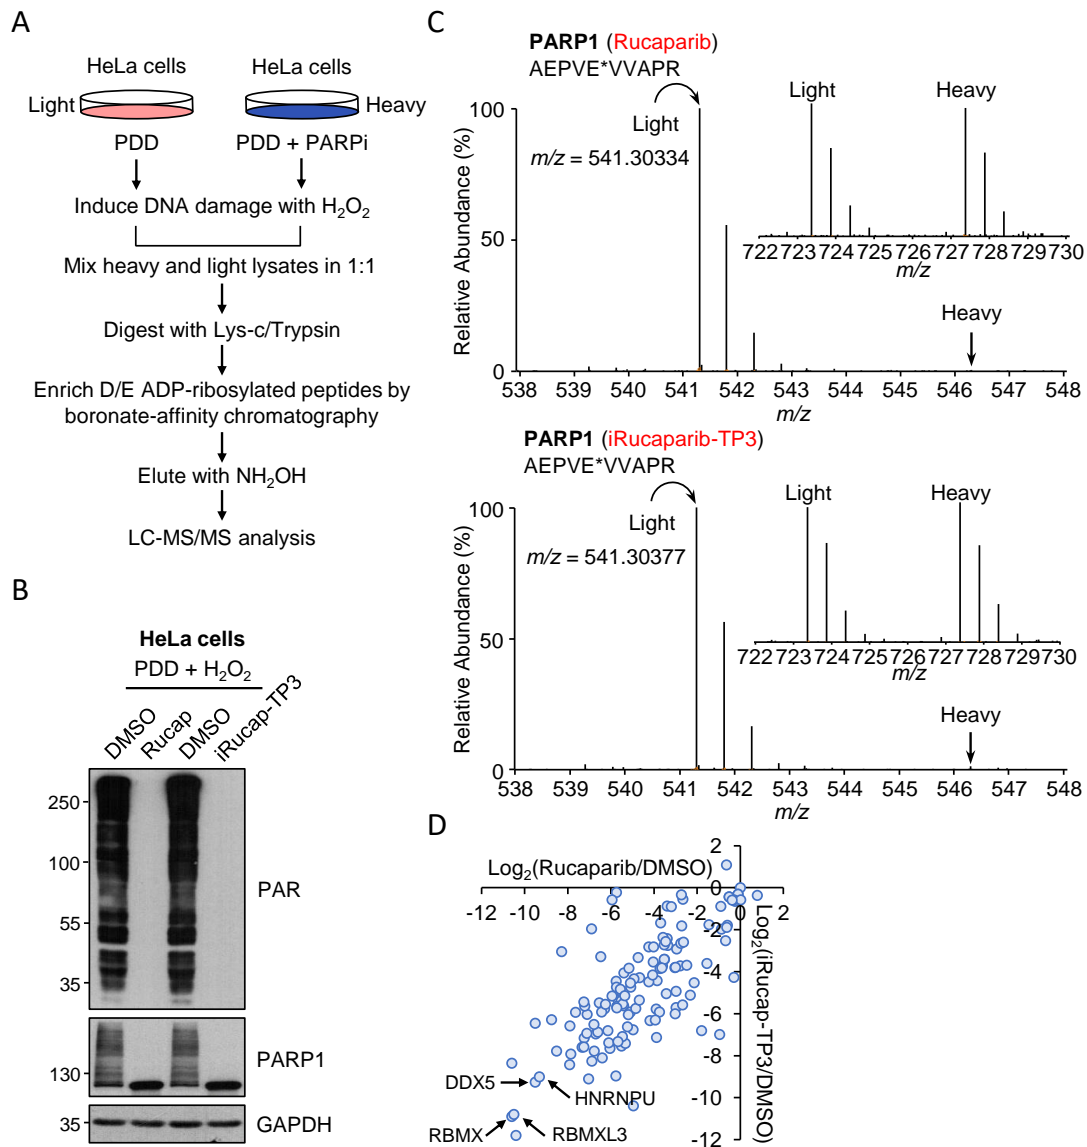 A
HeLa cells
HeLa cells
Light
Heavy
PDD
PDD + PARPi
Induce DNA damage with H₂O₂
Mix heavy and light lysates in 1:1
Digest with Lys-c/Trypsin
Enrich D/E ADP-ribosylated peptides by
boronate-affinity chromatography
Elute with NH₂OH
LC-MS/MS analysis
B
HeLa cells
PDD + H₂O₂
DMSO
Rucap
DMSO
iRucap-TP3
250
100
55
35
PAR
130
PARP1
35
GAPDH
C
PARP1 (Rucaparib)
AEPVE*VVAPR
Light
m/z = 541.30334
Relative Abundance (%)
100
50
0
538 539 540 541 542 543 544 545 546 547 548
m/z
Heavy
Light
Heavy
722 723 724 725 726 727 728 729 730
m/z
PARP1 (iRucaparib-TP3)
AEPVE*VVAPR
Light
m/z = 541.30377
Relative Abundance (%)
100
50
0
538 539 540 541 542 543 544 545 546 547 548
m/z
Heavy
Light
Heavy
722 723 724 725 726 727 728 729 730
m/z
D
Log₂(Rucaparib/DMSO)
-12 -10 -8 -6 -4 -2 0 2
Log₂(iRucap-TP3/DMSO)
2
0
-2
-4
-6
-8
-10
-12
DDX5
HNRNPU
RBMX
RBMXL3